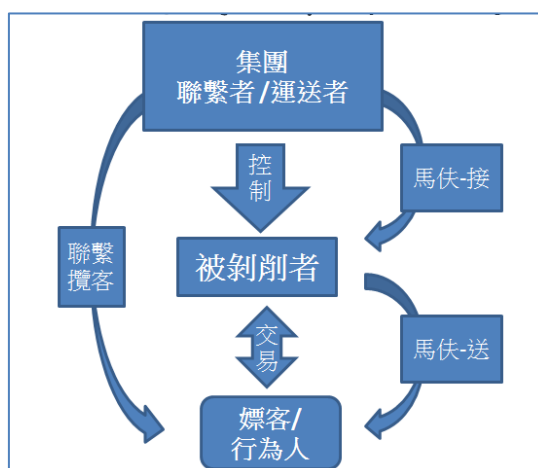 集團
聯繫者/運送者
控
制
馬伕-接
聯繫
攬客
被剝削者
交
易
馬伕-送
嫖客/
行為人